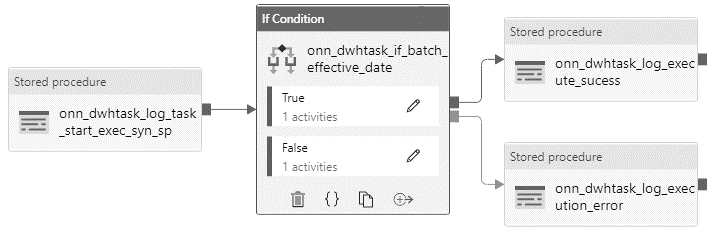 If Condition
Stored procedure
onn_dwhtask_log_task
_start_exec_syn_sp
onn_dwhtask_if_batch_
effective_date
True
1 activities
False
1 activities
Stored procedure
onn_dwhtask_log_exec
ute_sucess
Stored procedure
onn_dwhtask_log_exec
ution_error